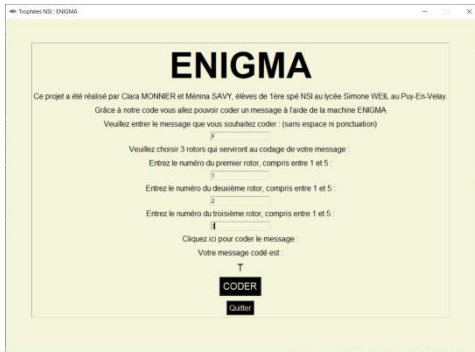 Trophées NSI : ENIGMA
ENIGMA
Ce projet a été réalisé par Clara MONNIER et Ménina SAVY, élèves de 1ère spé NSI au lycée Simone WEIL au Puy-En-Velay.
Grâce à notre code vous allez pouvoir coder un message à l'aide de la machine ENIGMA
Veuillez entrer le message que vous souhaitez coder : (sans espace ni ponctuation)
Veuillez choisir 3 rotors qui serviront au codage de votre message :
Entrez le numéro du premier rotor, compris entre 1 et 5 :
1
Entrez le numéro du deuxième rotor, compris entre 1 et 5 :
2
Entrez le numéro du troisième rotor, compris entre 1 et 5 :
3
Cliquez ici pour coder le message :
Votre message codé est :
T
CODER
Quitter